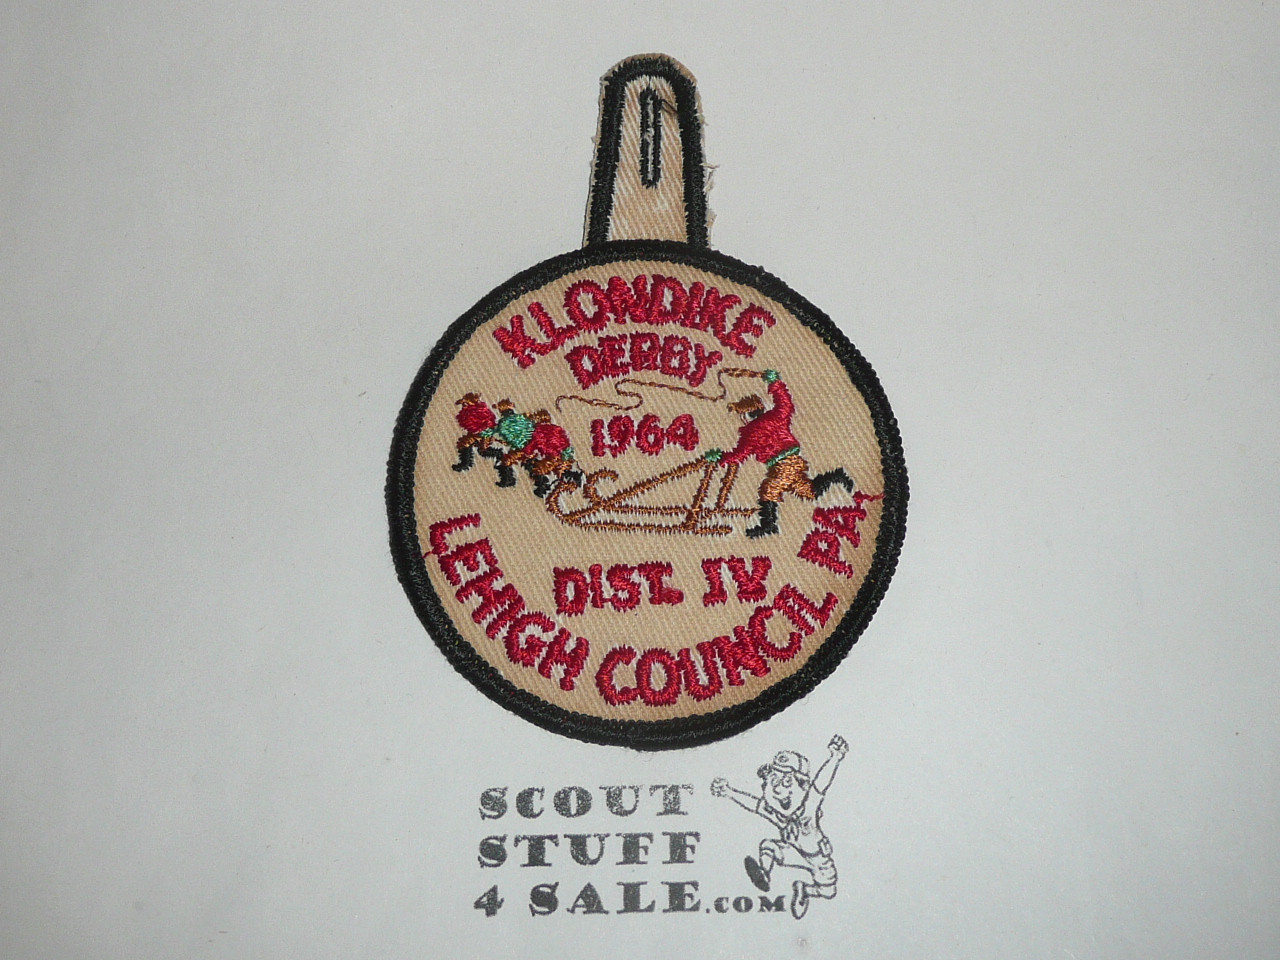 KLONDIKE
DERBY
1964
DIST. IV
LEHIGH COUNCIL PA.
SCOUT
STUFF
4 SALE.COM